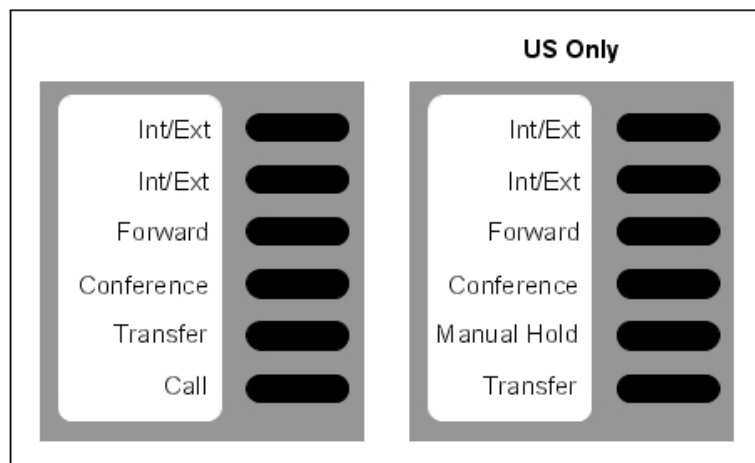 Int/Ext
Int/Ext
Forward
Conference
Transfer
Call
US Only
Int/Ext
Int/Ext
Forward
Conference
Manual Hold
Transfer